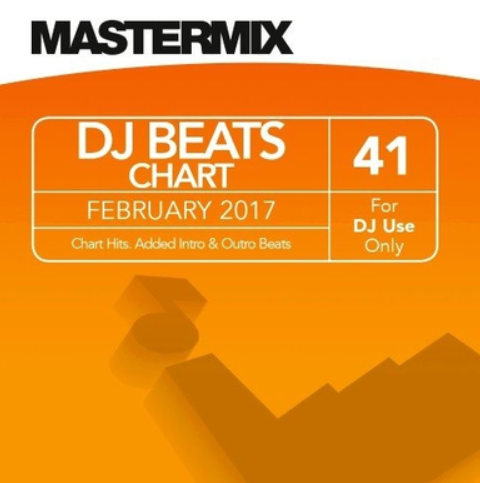 MASTERMIX
DJ BEATS
CHART
41
FEBRUARY 2017
For
DJ Use
Only
Chart Hits. Added Intro & Outro Beats